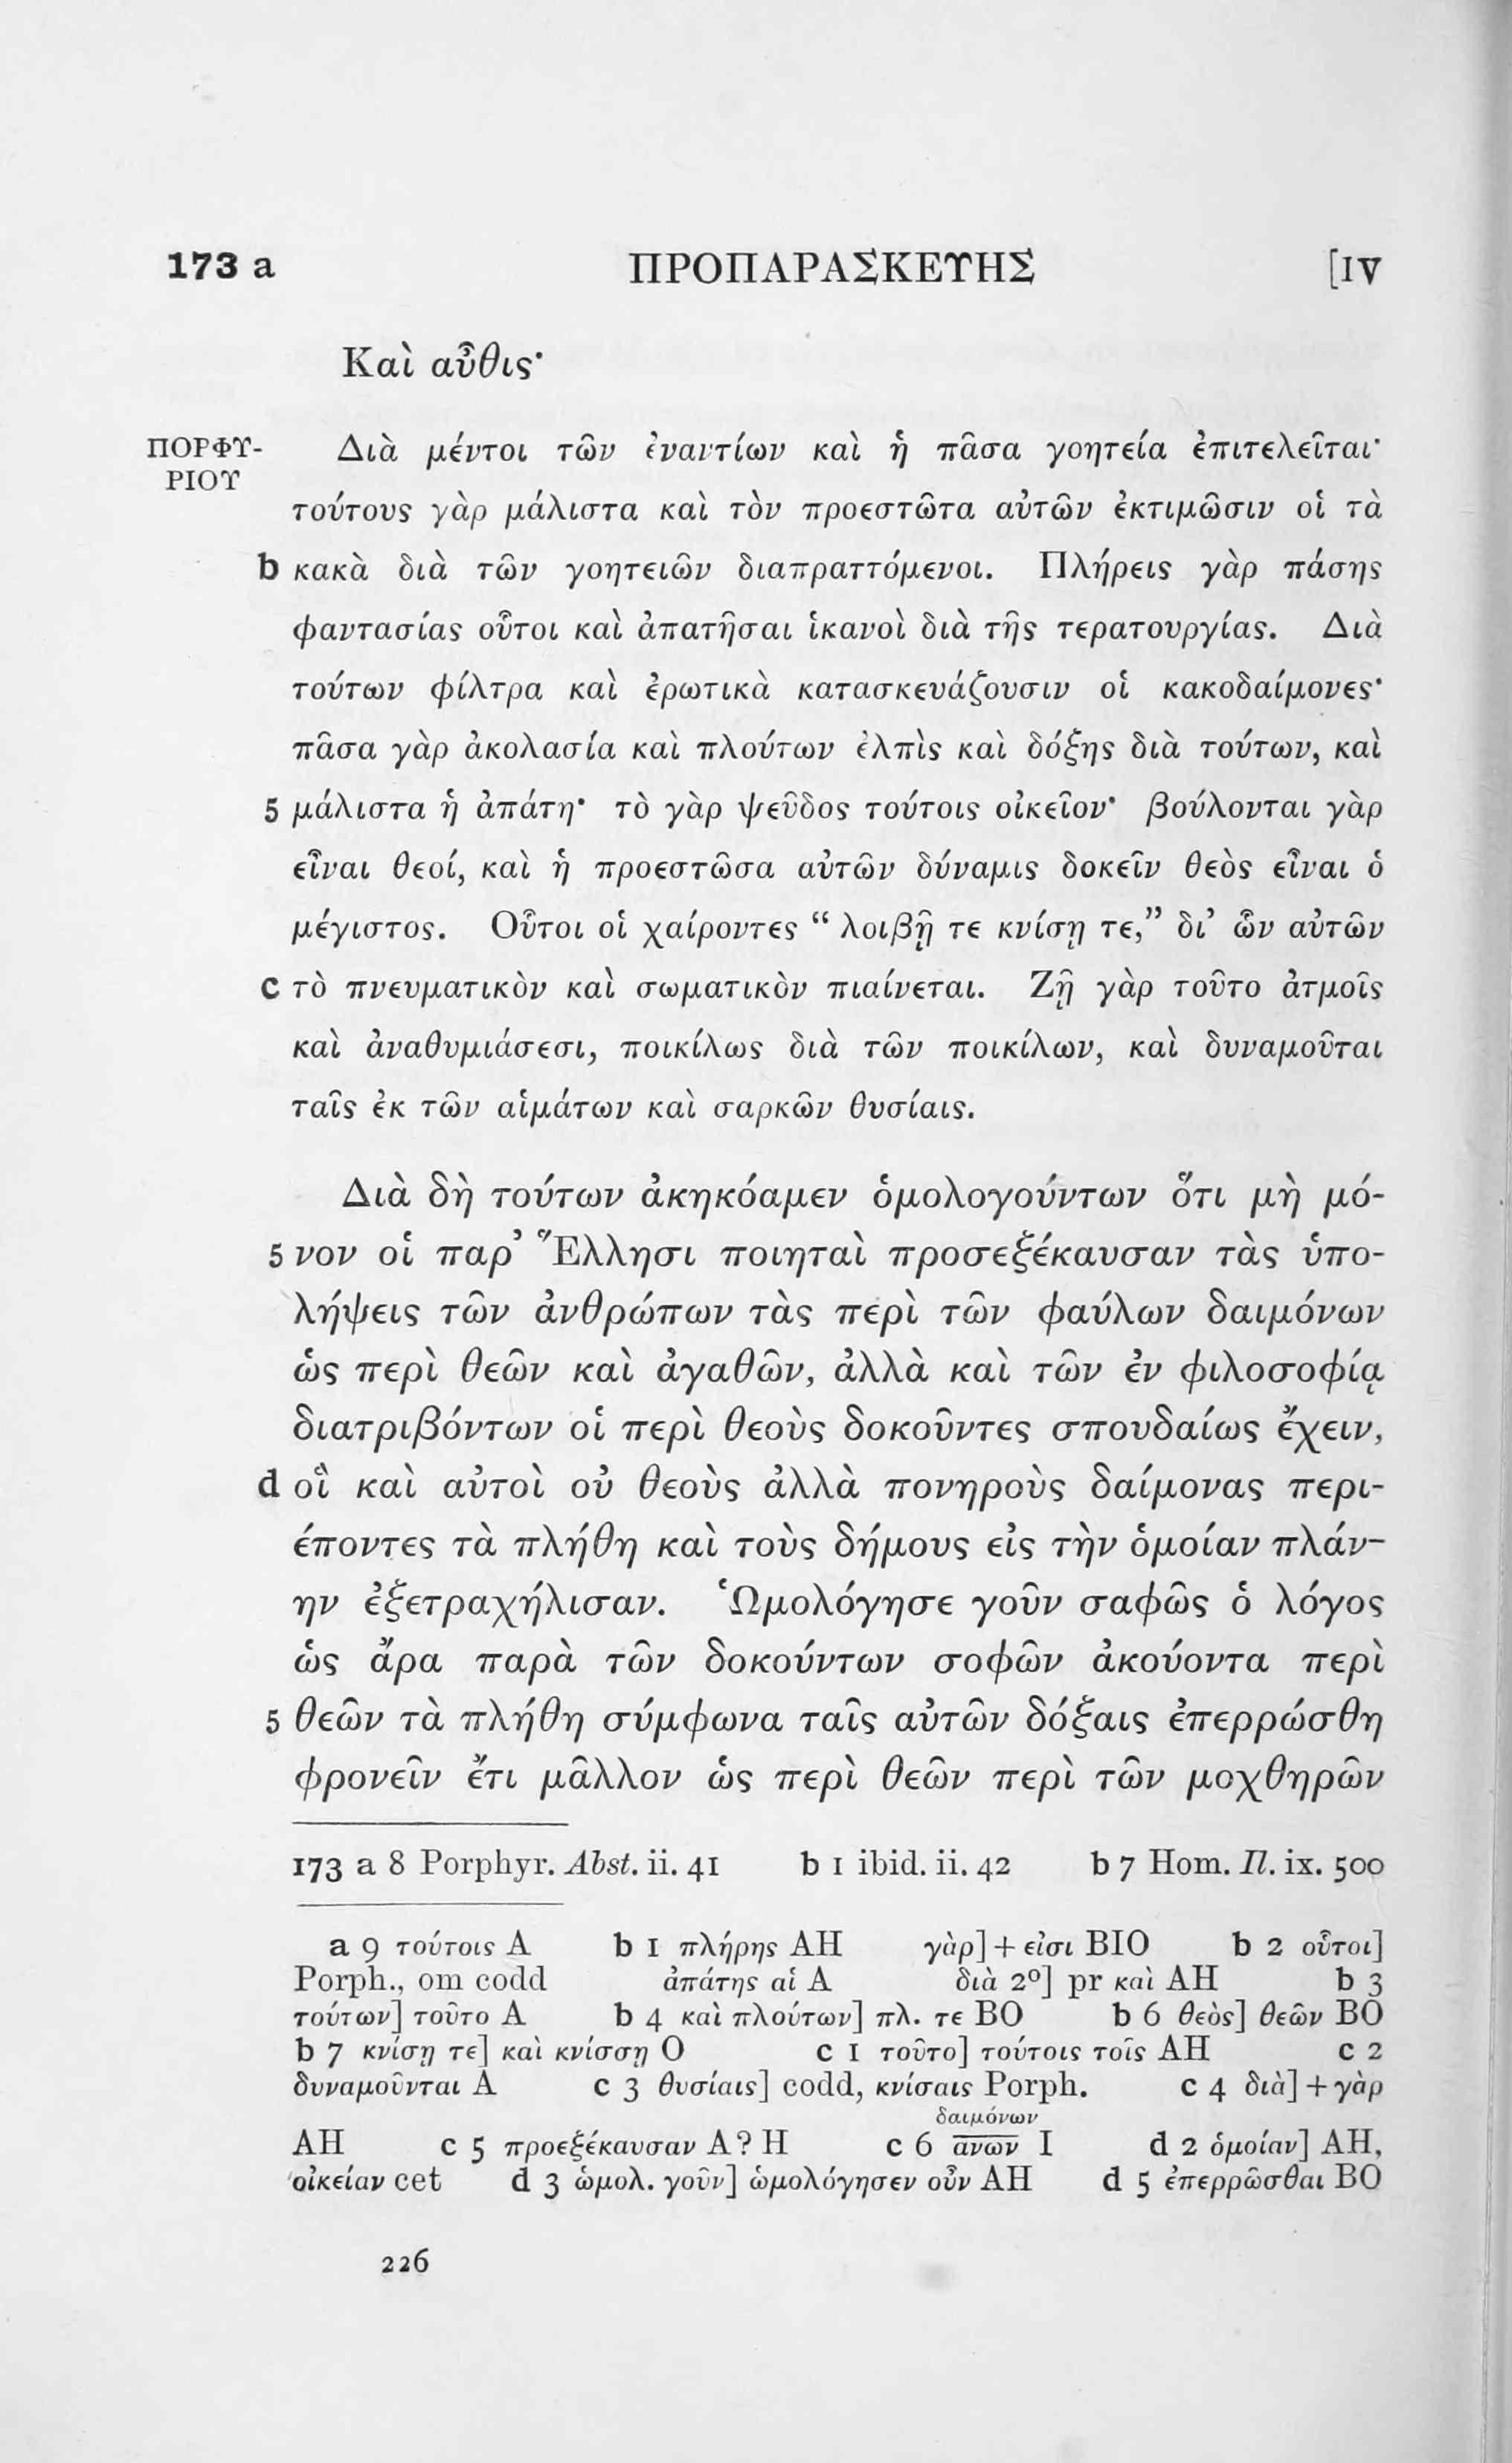 173 a ΠΡΟΠΑΡΑΣΚΕΥΗΣ [IV
Καὶ αὖθις·
ΠΟΡΦΥ- Διὰ μέντοι τῶν ἐναντίων καὶ ἡ πᾶσα γοητεία ἐπιτελεῖται·
ΡΙΟΥ
τούτους γὰρ μάλιστα καὶ τὸν προεστῶτα αὐτῶν ἐκτιμῶσιν οἱ τὰ
b κακὰ διὰ τῶν γοητειῶν διαπραττόμενοι. Πλήρεις γὰρ πάσης
φαντασίας οὗτοι καὶ ἀπατῆσαι ἱκανοὶ διὰ τῆς τερατουργίας. Διὰ
τούτων φίλτρα καὶ ἐρωτικὰ κατασκευάζουσιν οἱ κακοδαίμονες·
πᾶσα γὰρ ἀκολασία καὶ πλούτων ἐλπὶς καὶ δόξης διὰ τούτων, καὶ
5 μάλιστα ἡ ἀπάτη· τὸ γὰρ ψεῦδος τούτοις οἰκεῖον· βούλονται γὰρ
εἶναι θεοί, καὶ ἡ προεστῶσα αὐτῶν δύναμις δοκεῖν θεὸς εἶναι ὁ
μέγιστος. Οὗτοι οἱ χαίροντες “ λοιβῇ τε κνίσῃ τε,” δι’ ὧν αὐτῶν
c τὸ πνευματικὸν καὶ σωματικὸν πιαίνεται. Ζῇ γὰρ τοῦτο ἀτμοῖς
καὶ ἀναθυμιάσεσι, ποικίλως διὰ τῶν ποικίλων, καὶ δυναμοῦται
ταῖς ἐκ τῶν αἱμάτων καὶ σαρκῶν θυσίαις.
Διὰ δὴ τούτων ἀκηκόαμεν ὁμολογούντων ὅτι μὴ μό-
5 νον οἱ παρ’ Ἕλλησι ποιηταὶ προσεξέκαυσαν τὰς ὑπο-
λήψεις τῶν ἀνθρώπων τὰς περὶ τῶν φαύλων δαιμόνων
ὡς περὶ θεῶν καὶ ἀγαθῶν, ἀλλὰ καὶ τῶν ἐν φιλοσοφίᾳ
διατριβόντων οἱ περὶ θεοὺς δοκοῦντες σπουδαίως ἔχειν,
d οἳ καὶ αὐτοὶ οὐ θεοὺς ἀλλὰ πονηροὺς δαίμονας περι-
έποντες τὰ πλήθη καὶ τοὺς δήμους εἰς τὴν ὁμοίαν πλάν-
ην ἐξετραχήλισαν. Ὡμολόγησε γοῦν σαφῶς ὁ λόγος
ὡς ἄρα παρὰ τῶν δοκούντων σοφῶν ἀκούοντα περὶ
5 θεῶν τὰ πλήθη σύμφωνα ταῖς αὐτῶν δόξαις ἐπερρώσθη
φρονεῖν ἔτι μᾶλλον ὡς περὶ θεῶν περὶ τῶν μοχθηρῶν
173 a 8 Porphyr. Abst. ii. 41 b 1 ibid. ii. 42 b 7 Hom. Il. ix. 500
a 9 τούτοις A b 1 πλήρης AH γὰρ] + εἰσι BIO b 2 οὗτοι]
Porph., om codd ἀπάτης αἱ A διὰ 2º] pr καὶ AH b 3
τούτων] τοῦτο A b 4 καὶ πλούτων] πλ. τε BO b 6 θεὸς] θεῶν BO
b 7 κνίσῃ τε] καὶ κνίσσῃ O c 1 τοῦτο] τούτοις τοῖς AH c 2
δυναμοῦνται A c 3 θυσίαις] codd, κνίσαις Porph. c 4 διὰ] + γὰρ
δαιμόνων
AH c 5 προεξέκαυσαν A? H c 6 ανων I d 2 ὁμοίαν] AH,
οἰκείαν cet d 3 ὡμολ. γοῦν] ὡμολόγησεν οὖν AH d 5 ἐπερρῶσθαι BO
226